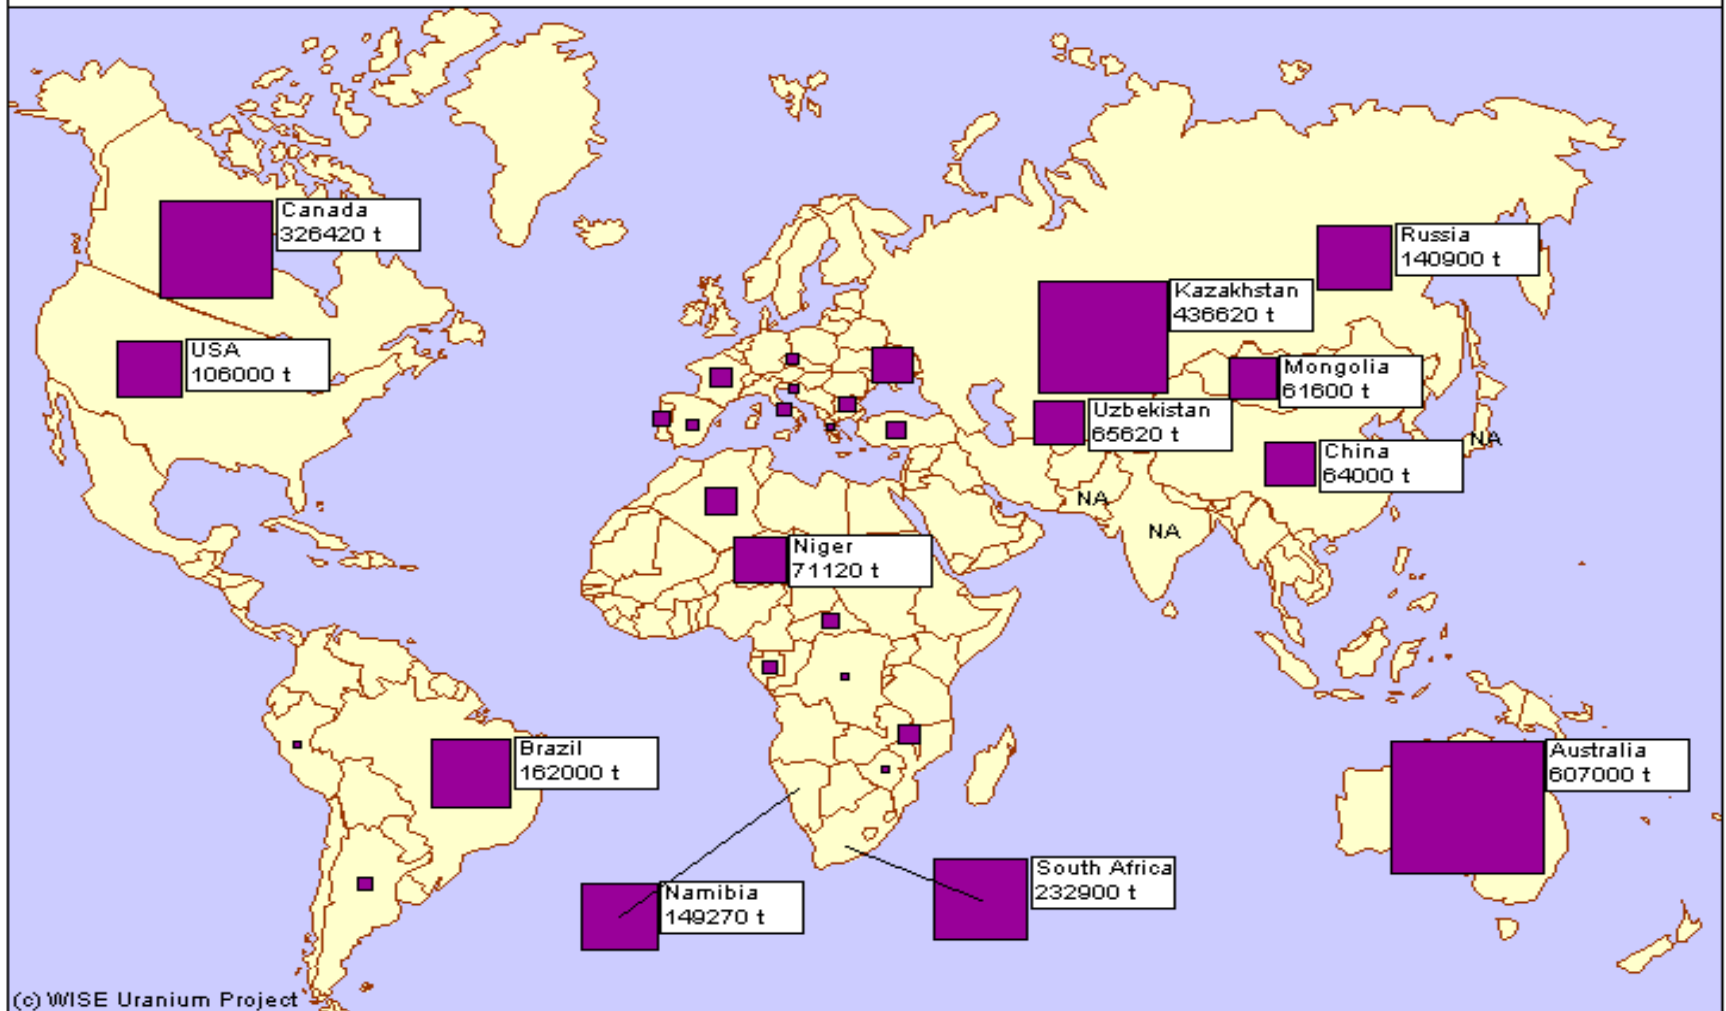 Canada
326420 t
Russia
140900 t
Kazakhstan
436620 t
USA
106000 t
Mongolia
61600 t
Uzbekistan
65620 t
NA
China
64000 t
NA
NA
Niger
71120 t
Brazil
162000 t
Australia
607000 t
South Africa
232900 t
Namibia
149270 t
(c) WISE Uranium Project